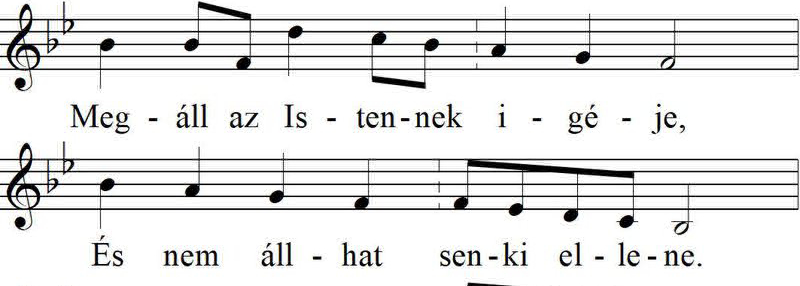 Meg - áll az Is - ten - nek i - gé - je,
És nem áll - hat sen - ki el - le - ne.